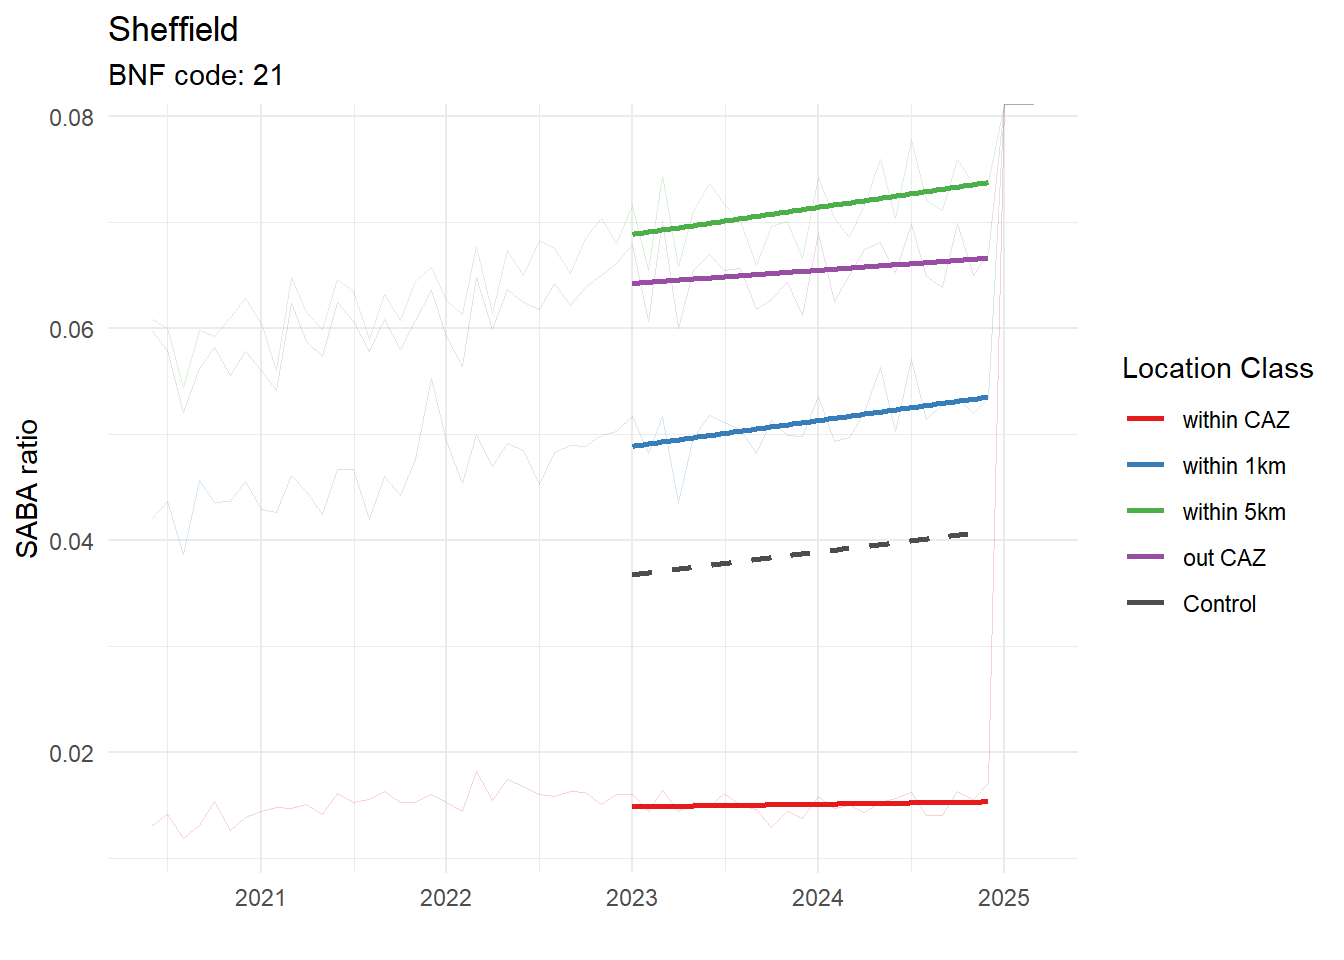 Sheffield
BNF code: 21
0.08
0.06
0.04
0.02
SABA ratio
2021 2022 2023 2024 2025
Location Class
within CAZ
within 1km
within 5km
out CAZ
Control